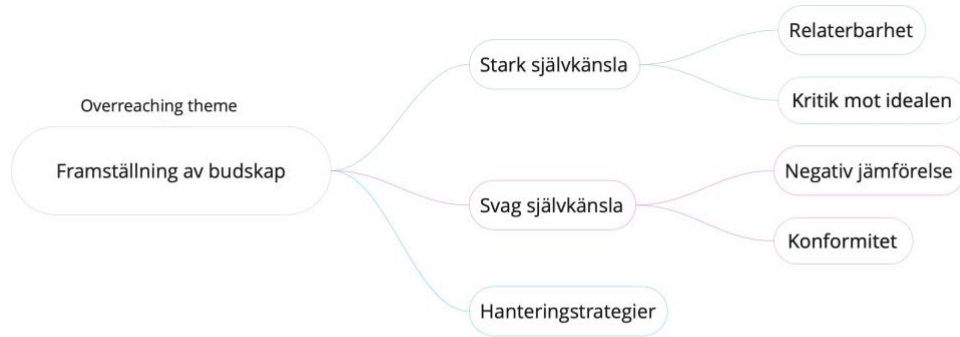 Overreaching theme
Framställning av budskap
Stark självkänsla
Relaterbarhet
Kritik mot idealen
Svag självkänsla
Negativ jämförelse
Konformitet
Hanteringstrategier